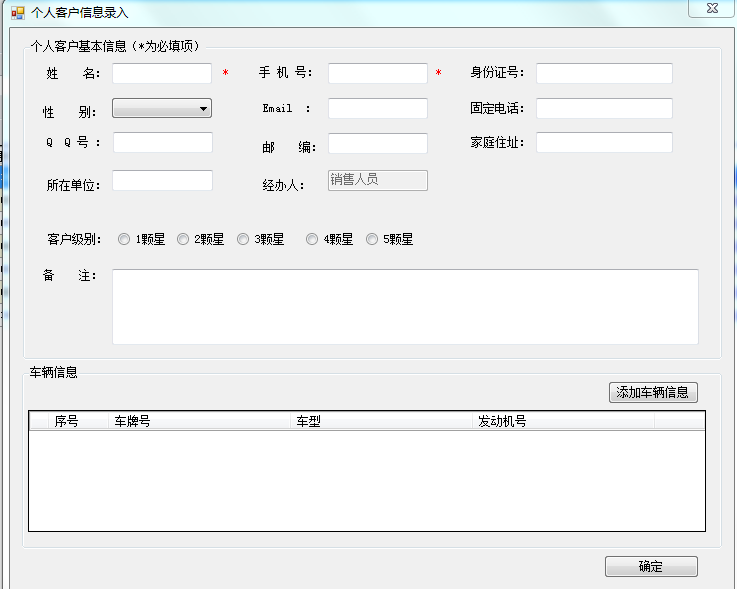 个人客户信息录入
个人客户基本信息（*为必填项）
姓 名： * 手 机 号： * 身份证号：
性 别： Email ： 固定电话：
Q Q 号 ： 邮 编： 家庭住址：
所在单位： 经办人： 销售人员
客户级别： 1颗星 2颗星 3颗星 4颗星 5颗星
备 注：
车辆信息
添加车辆信息
序号 车牌号 车型 发动机号
确定